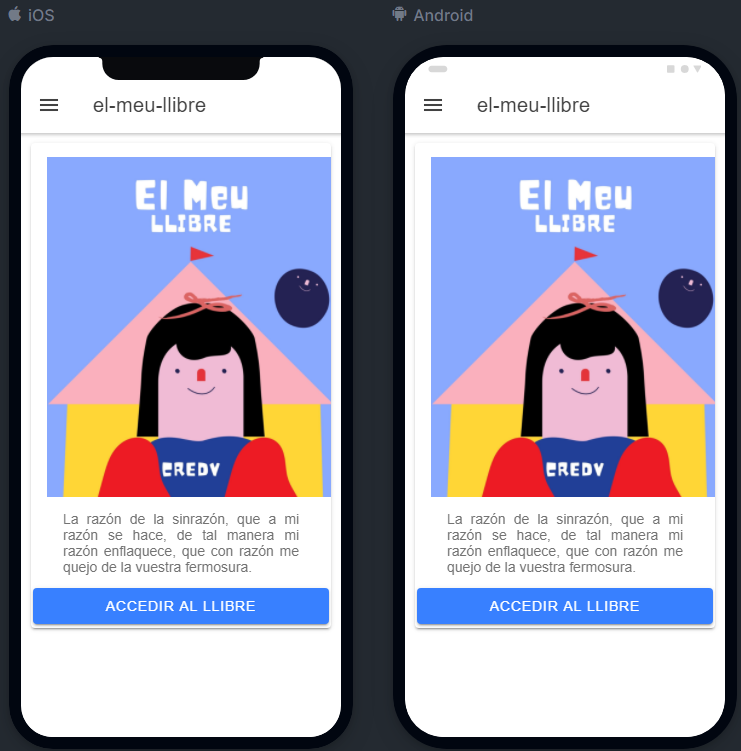 iOS
Android
el-meu-llibre
El Meu
LLIBRE
CREDV
La razón de la sinrazón, que a mi
razón se hace, de tal manera mi
razón enflaquece, que con razón me
quejo de la vuestra fermosura.
ACCEDIR AL LLIBRE
el-meu-llibre
El Meu
LLIBRE
CREDV
La razón de la sinrazón, que a mi
razón se hace, de tal manera mi
razón enflaquece, que con razón me
quejo de la vuestra fermosura.
ACCEDIR AL LLIBRE